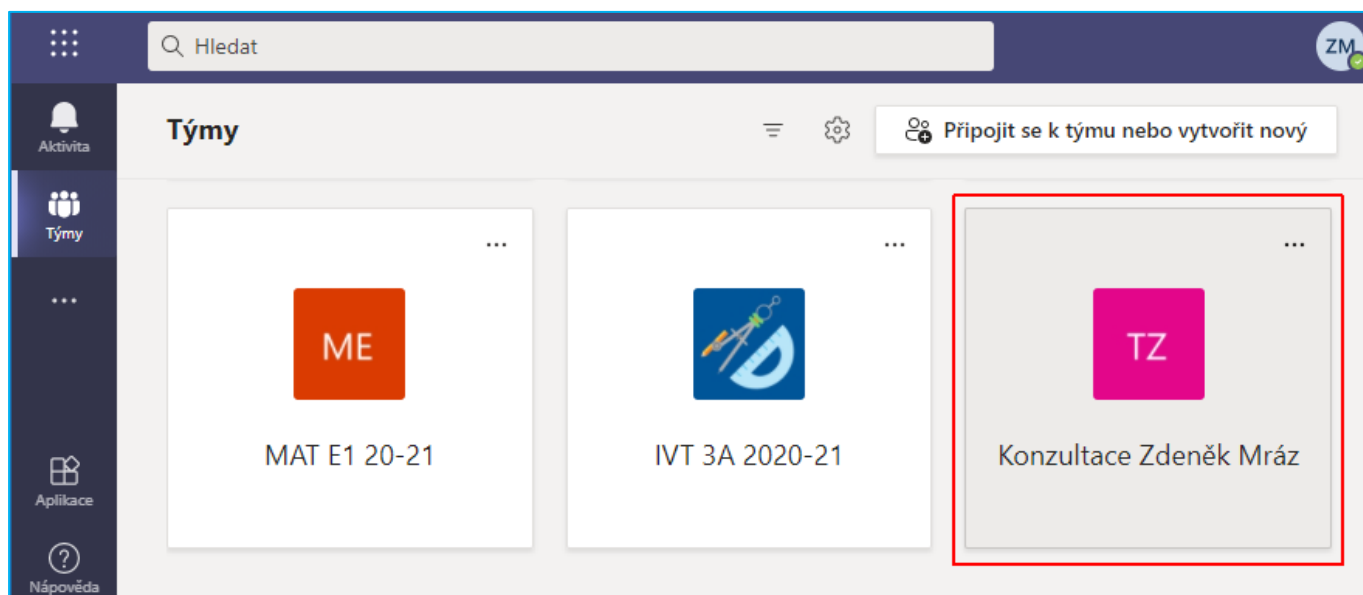 Hledat
ZM
Aktivita
Týmy
Připojit se k týmu nebo vytvořit nový
Týmy
...
...
...
...
ME
TZ
MAT E1 20-21
IVT 3A 2020-21
Konzultace Zdeněk Mráz
Aplikace
Nápověda